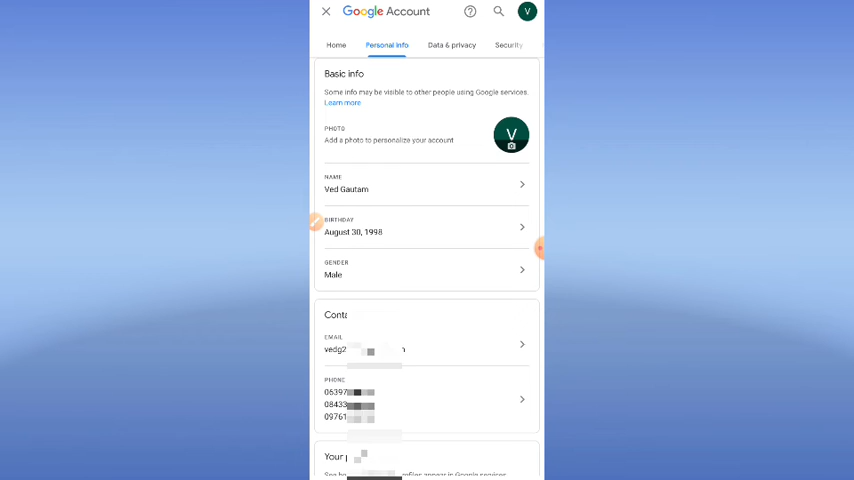 Google Account
V
Home Personal info Data & privacy Security
Basic info
Some info may be visible to other people using Google services.
Learn more
PHOTO
Add a photo to personalize your account
V
NAME
Ved Gautam
BIRTHDAY
August 30, 1998
GENDER
Male
EMAIL
PHONE
Your